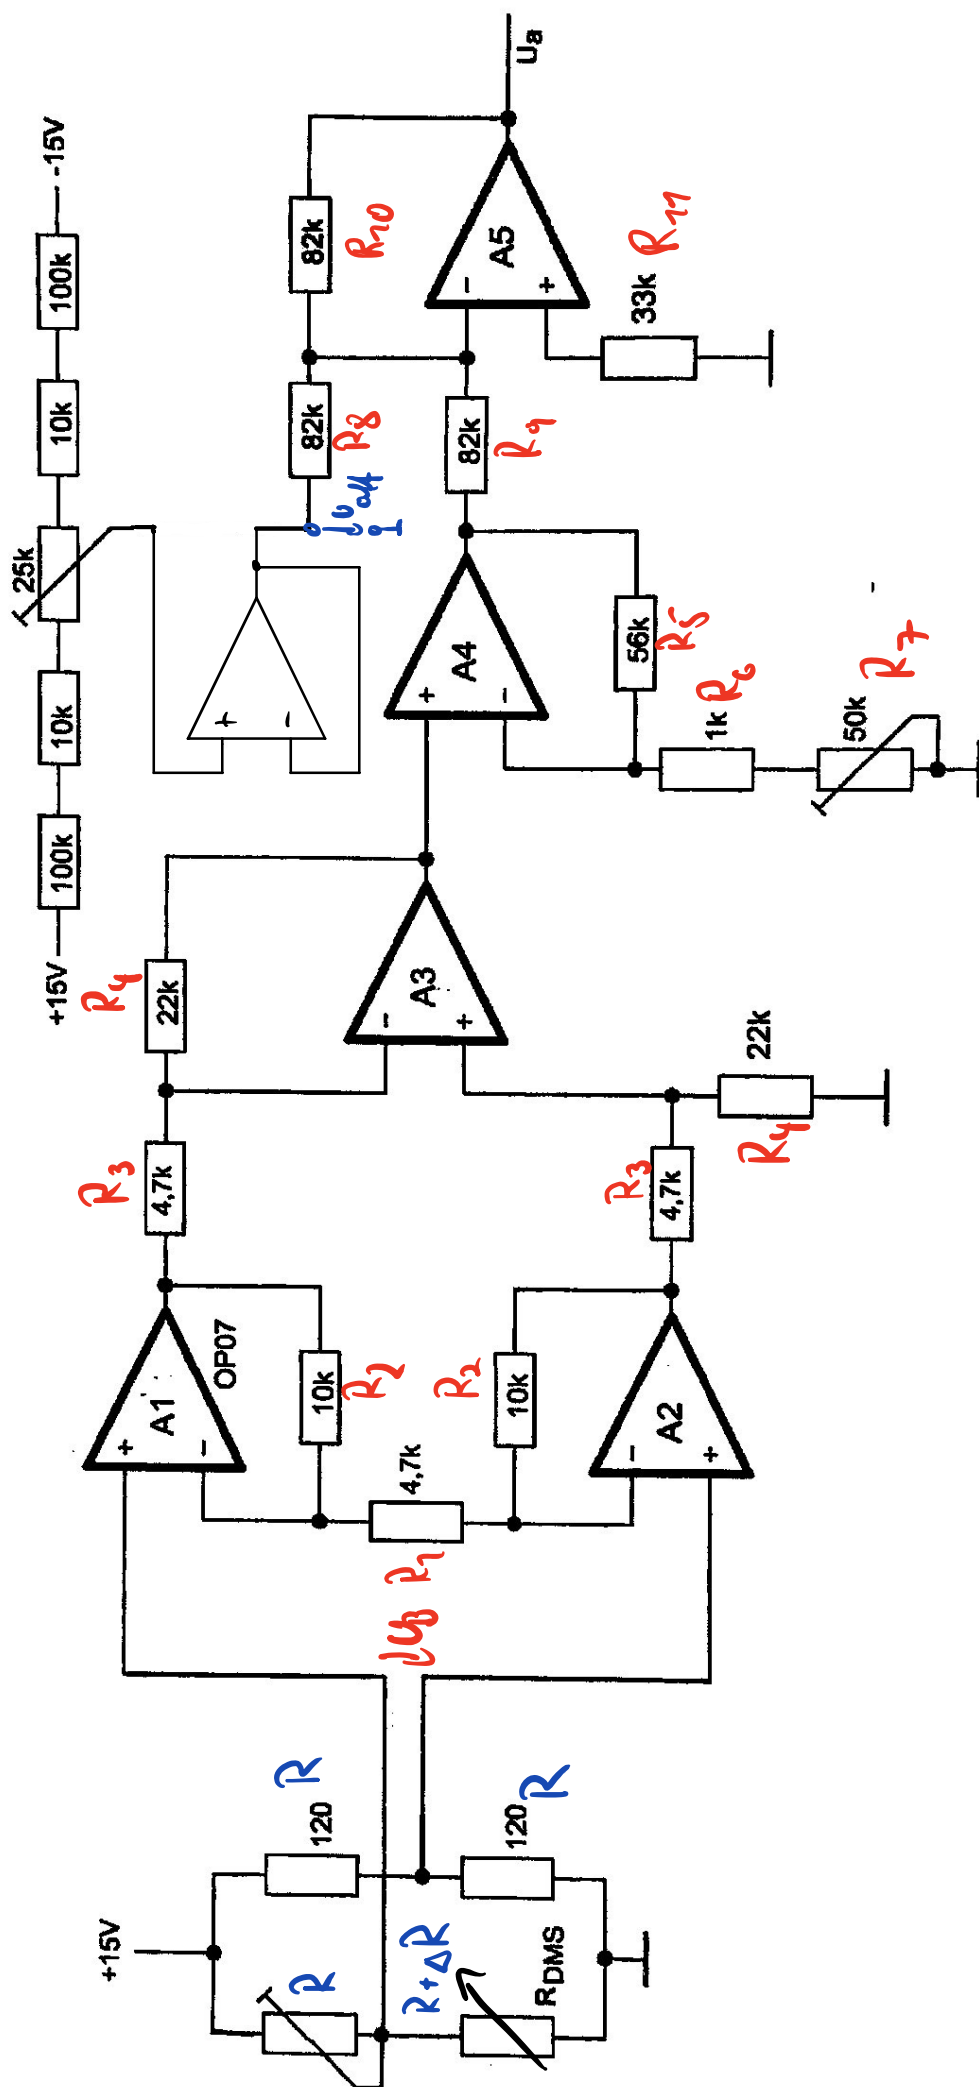 +15V 100k 10k 25k 10k 100k -15V
+15V
R4
22k
R3
4,7k
+
A1
-
OP07
+
-
82k
R8
82k
R10
Uoff
R
120
R
10k
R2
R
R+ΔR
RDMS
120
R
UB
R1
4,7k
R2
10k
-
A2
+
-
A3
+
R3
4,7k
R4
22k
+
A4
-
82k
R9
56k
R5
1k
R6
50k
R7
-
A5
+
33k
R11
Ua